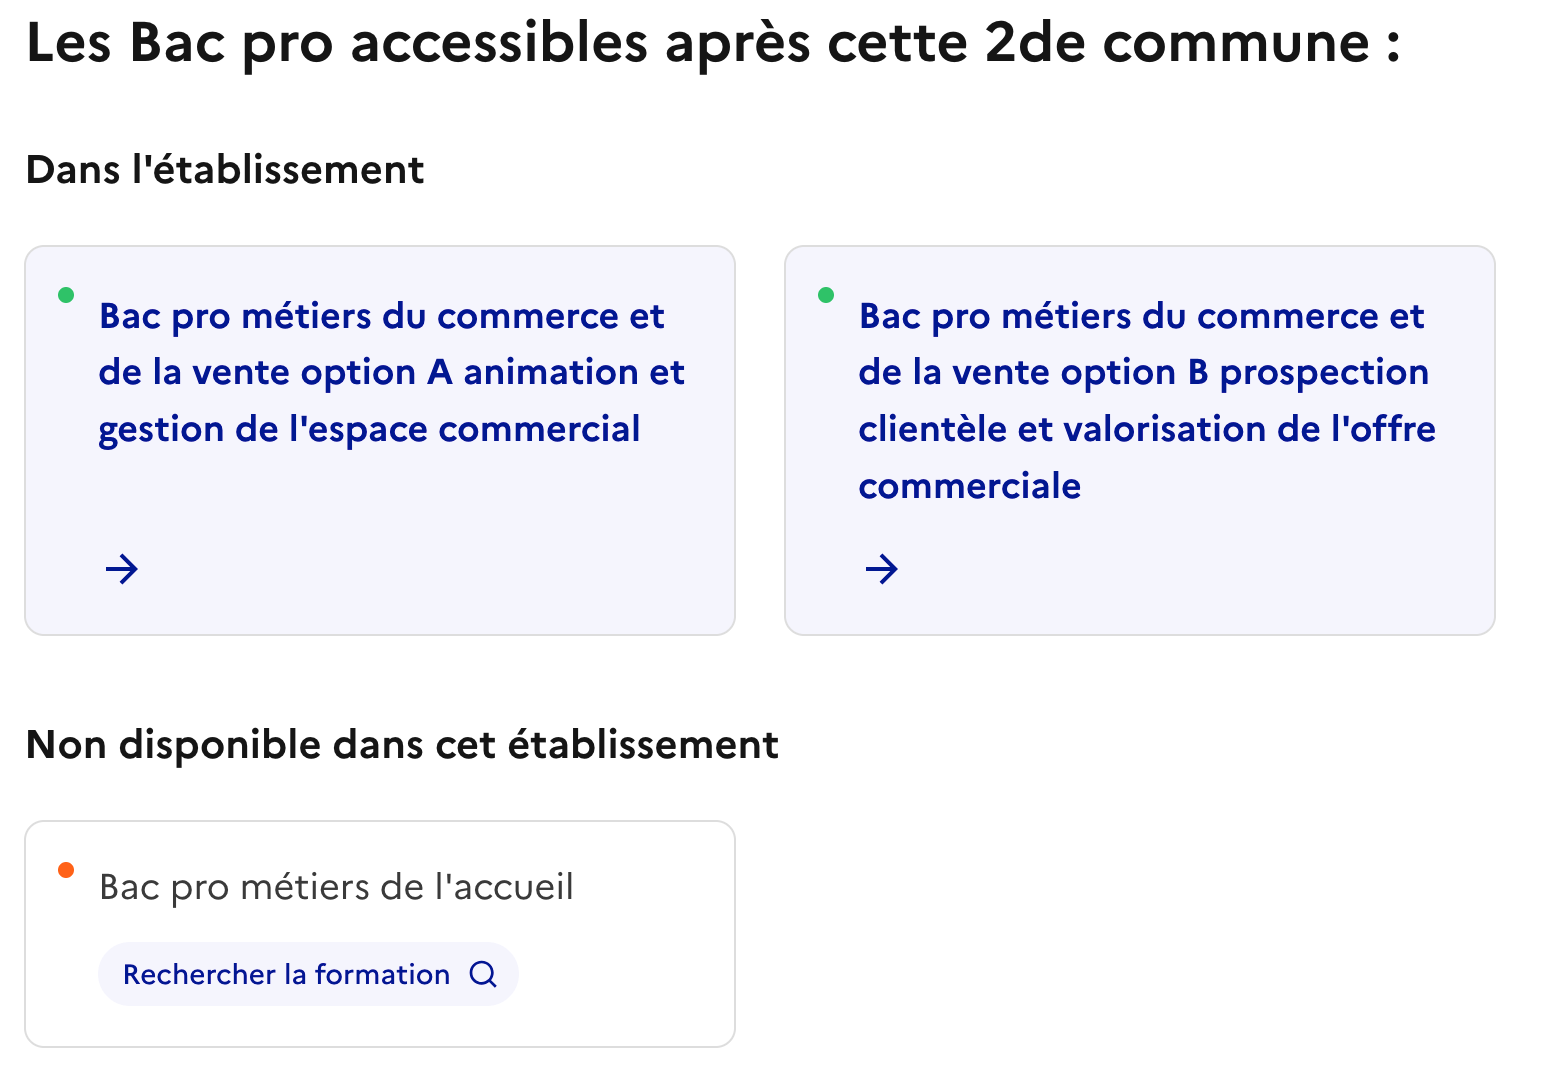 Les Bac pro accessibles après cette 2de commune :
Dans l'établissement
Bac pro métiers du commerce et
de la vente option A animation et
gestion de l'espace commercial
Bac pro métiers du commerce et
de la vente option B prospection
clientèle et valorisation de l'offre
commerciale
Non disponible dans cet établissement
Bac pro métiers de l'accueil
Rechercher la formation